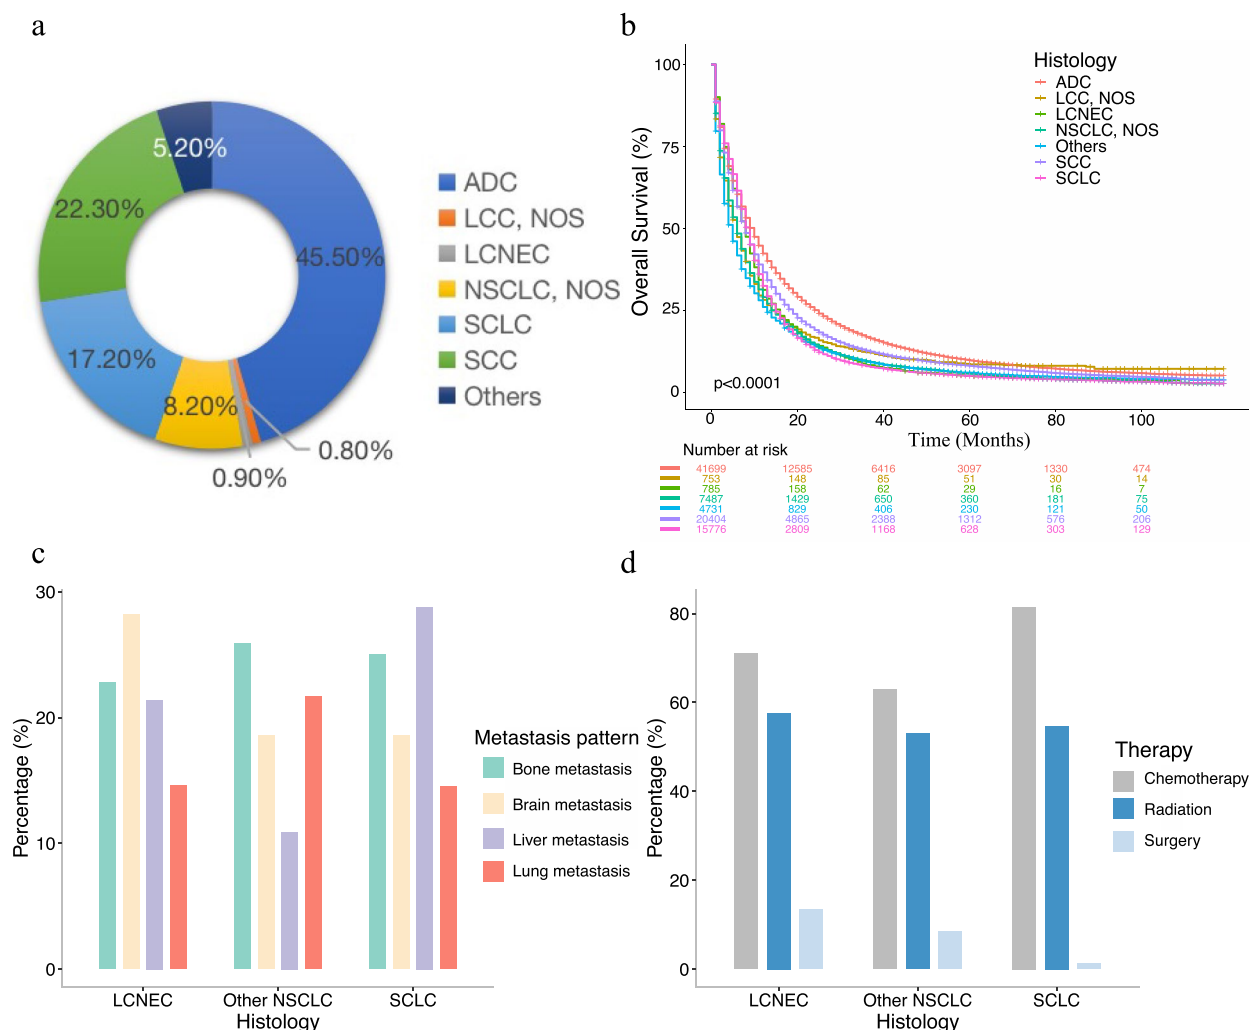 a
5.20%
22.30%
45.50%
17.20%
8.20%
0.80%
0.90%
ADC
LCC, NOS
LCNEC
NSCLC, NOS
SCLC
SCC
Others
b
Overall Survival (%)
100
75
50
25
0
Histology
ADC
LCC, NOS
LCNEC
NSCLC, NOS
Others
SCC
SCLC
p<0.0001
0 20 40 60 80 100
Time (Months)
Number at risk
41699 12585 6416 3097 1330 474
753 148 85 51 30 14
785 158 62 29 16 7
7487 1429 650 360 181 75
4731 829 406 230 121 50
20404 4865 2388 1312 576 206
15776 2809 1168 628 303 129
c
Percentage (%)
30
20
10
0
LCNEC Other NSCLC SCLC
Histology
Metastasis pattern
Bone metastasis
Brain metastasis
Liver metastasis
Lung metastasis
d
Percentage (%)
80
60
40
20
0
LCNEC Other NSCLC SCLC
Histology
Therapy
Chemotherapy
Radiation
Surgery